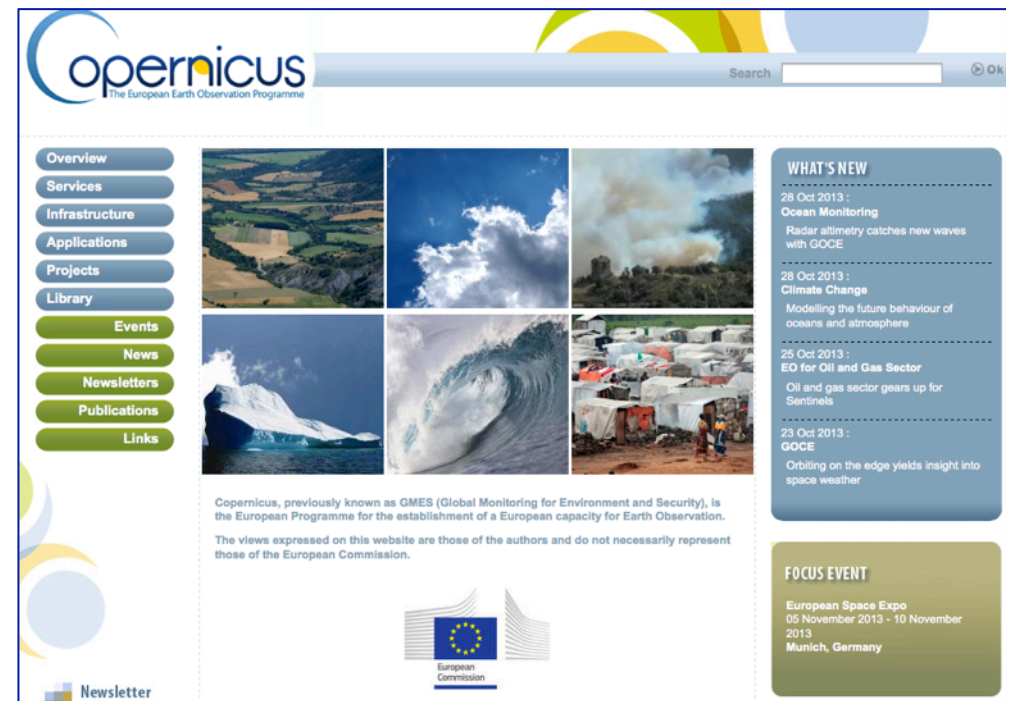 Copernicus
The European Earth Observation Programme
Search
Ok
Overview
Services
Infrastructure
Applications
Projects
Library
Events
News
Newsletters
Publications
Links
Newsletter
Copernicus, previously known as GMES (Global Monitoring for Environment and Security), is
the European Programme for the establishment of a European capacity for Earth Observation.
The views expressed on this website are those of the authors and do not necessarily represent
those of the European Commission.
European
Commission
WHAT'S NEW
28 Oct 2013 :
Ocean Monitoring
Radar altimetry catches new waves
with GOCE
28 Oct 2013 :
Climate Change
Modelling the future behaviour of
oceans and atmosphere
25 Oct 2013 :
EO for Oil and Gas Sector
Oil and gas sector gears up for
Sentinels
23 Oct 2013 :
GOCE
Orbiting on the edge yields insight into
space weather
FOCUS EVENT
European Space Expo
05 November 2013 - 10 November
2013
Munich, Germany